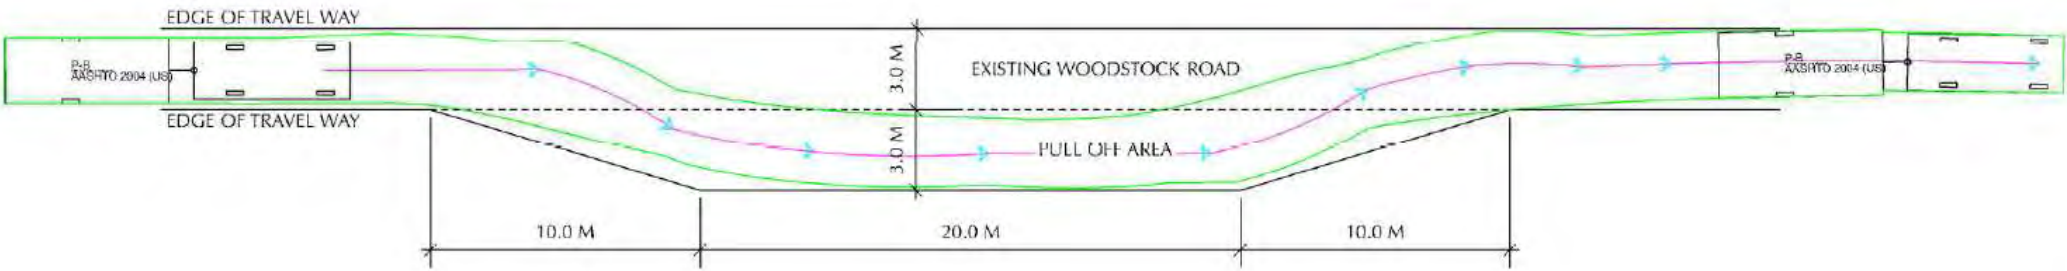 EDGE OF TRAVEL WAY
P-B
AASHTO 2004 (US)
EDGE OF TRAVEL WAY
3.0 M
EXISTING WOODSTOCK ROAD
3.0 M
PULL OFF AREA
P-B
AASHTO 2004 (US)
10.0 M
20.0 M
10.0 M